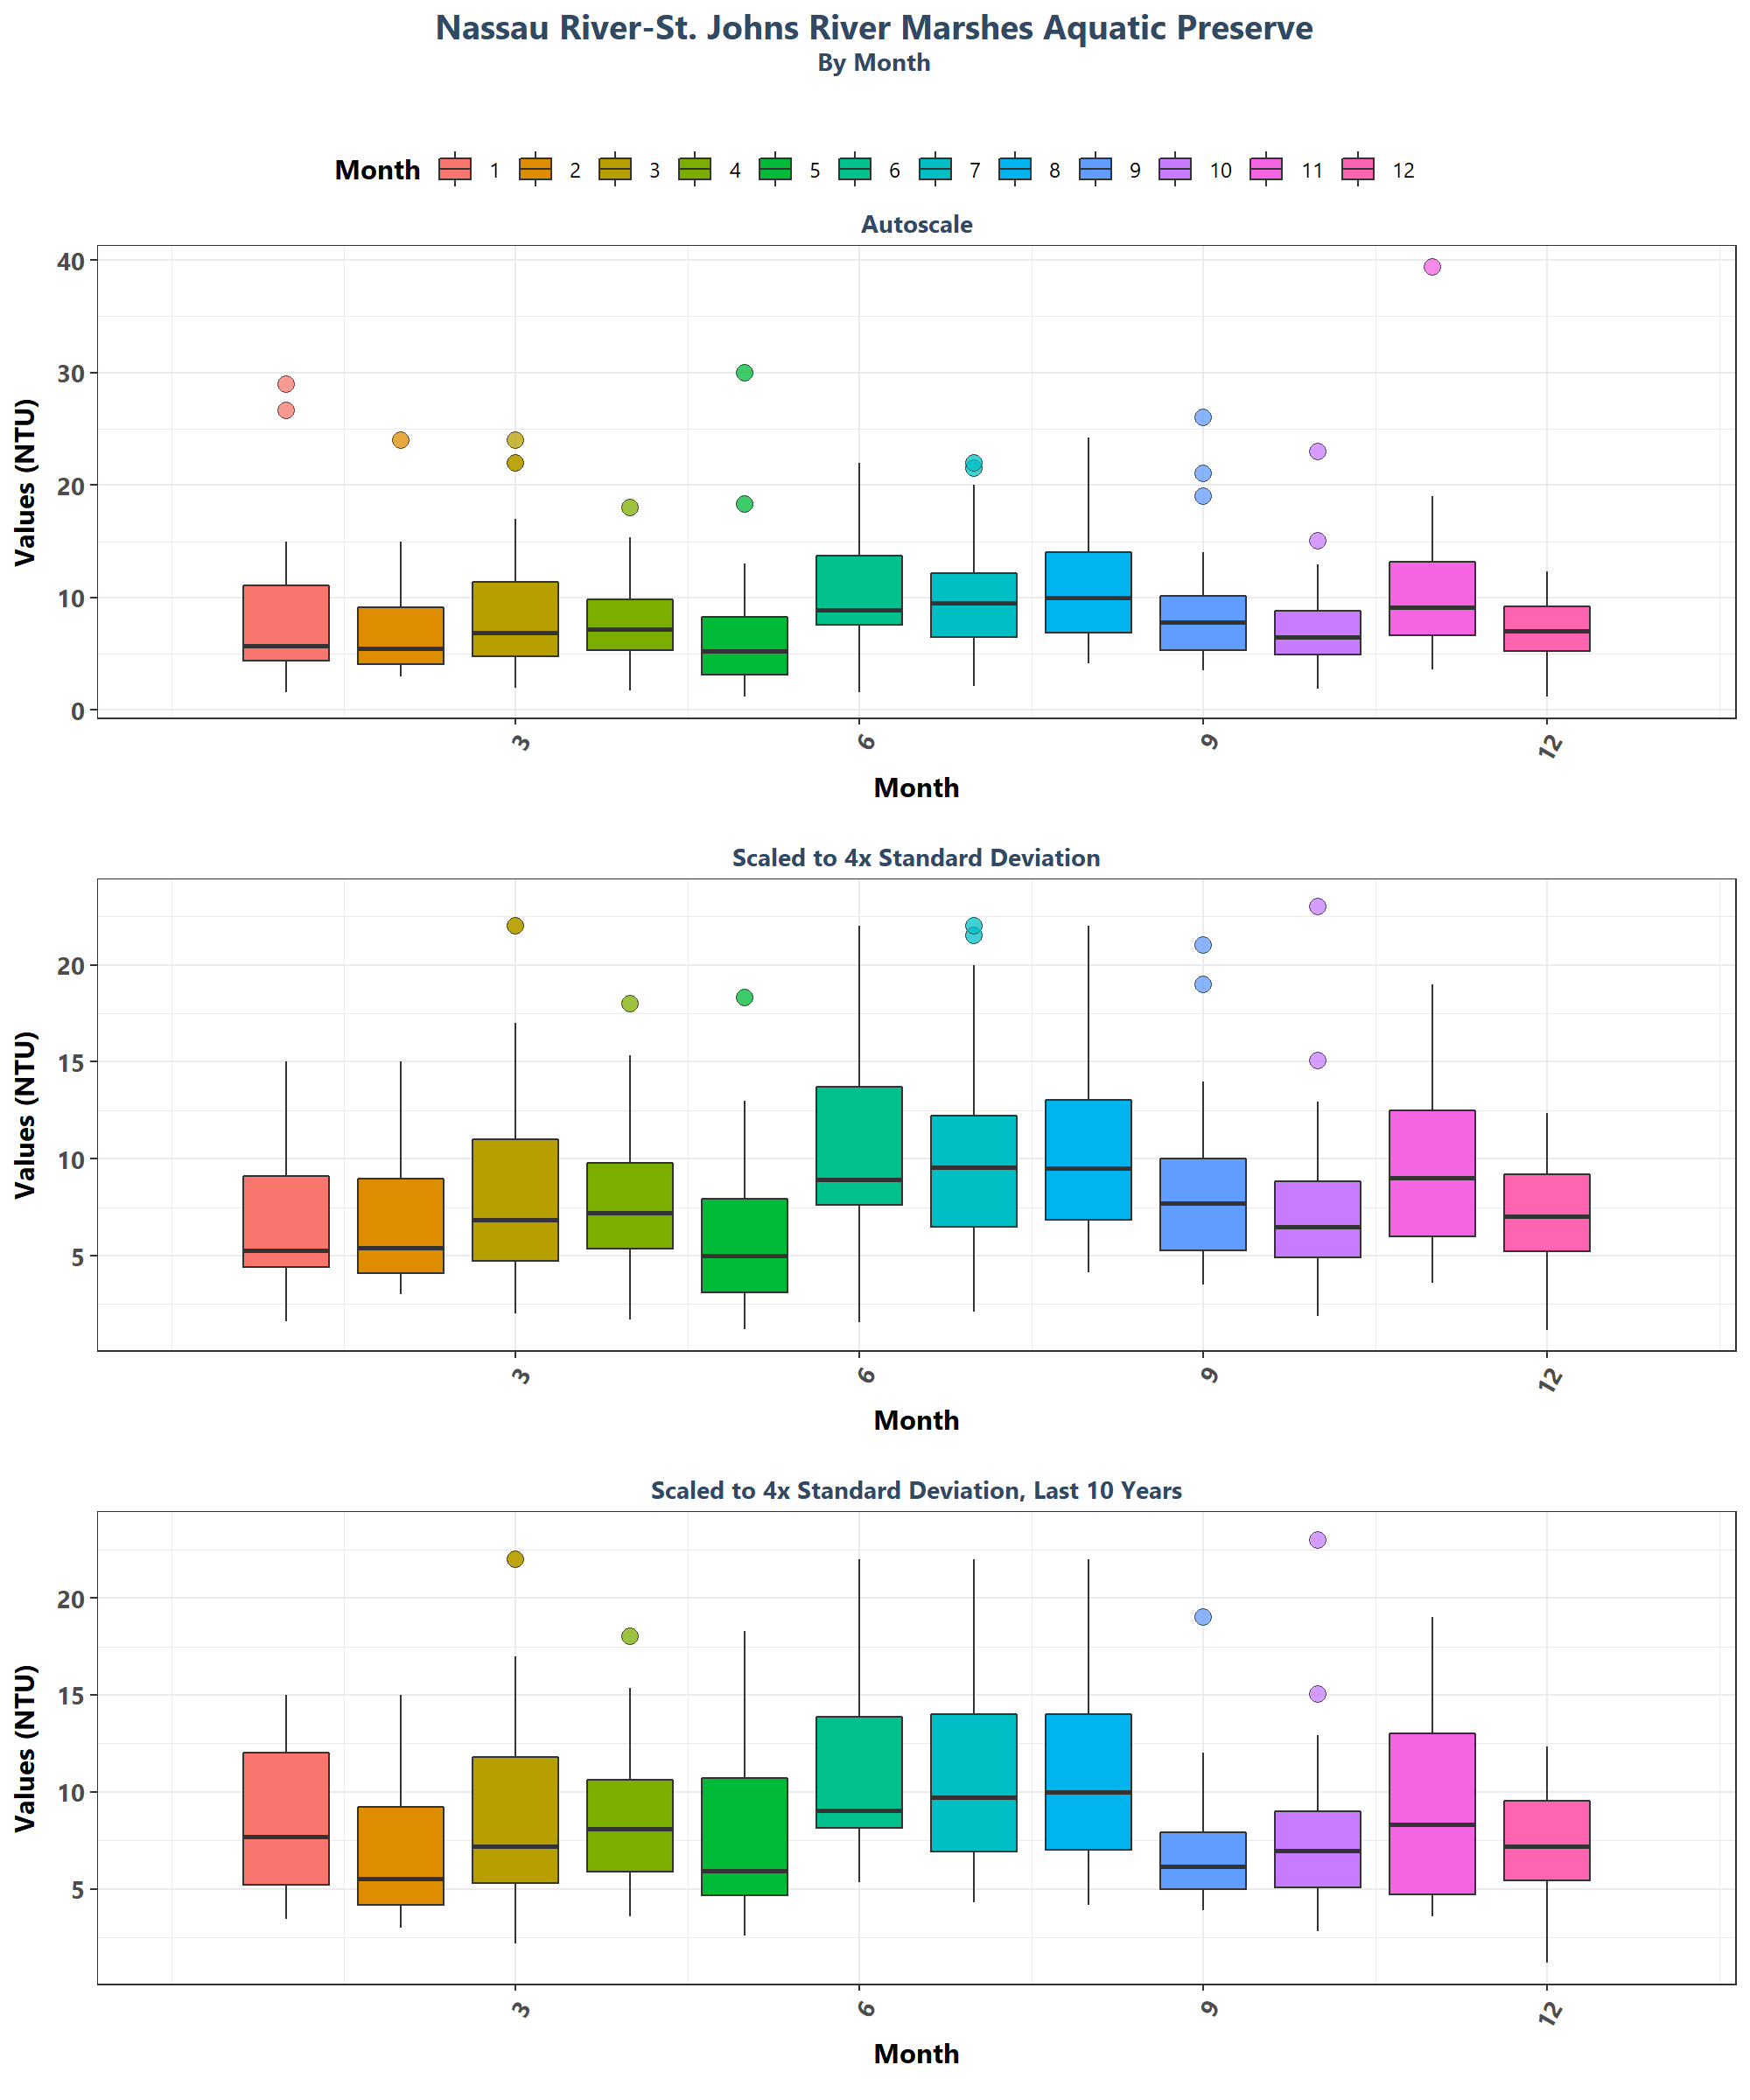 Nassau River-St. Johns River Marshes Aquatic Preserve
By Month
Month 1 2 3 4 5 6 7 8 9 10 11 12
Autoscale
Values (NTU)
40
30
20
10
0
3 6 9 12
Month
Scaled to 4x Standard Deviation
Values (NTU)
20
15
10
5
3 6 9 12
Month
Scaled to 4x Standard Deviation, Last 10 Years
Values (NTU)
20
15
10
5
3 6 9 12
Month